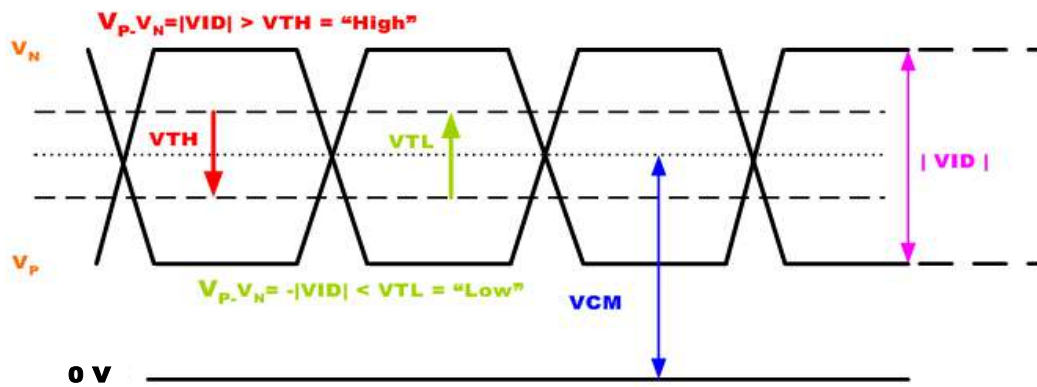 VP-VN=|VID| > VTH = “High”
VN
VTH
VTL
| VID |
VP
VP-VN= -|VID| < VTL = “Low”
VCM
0 V